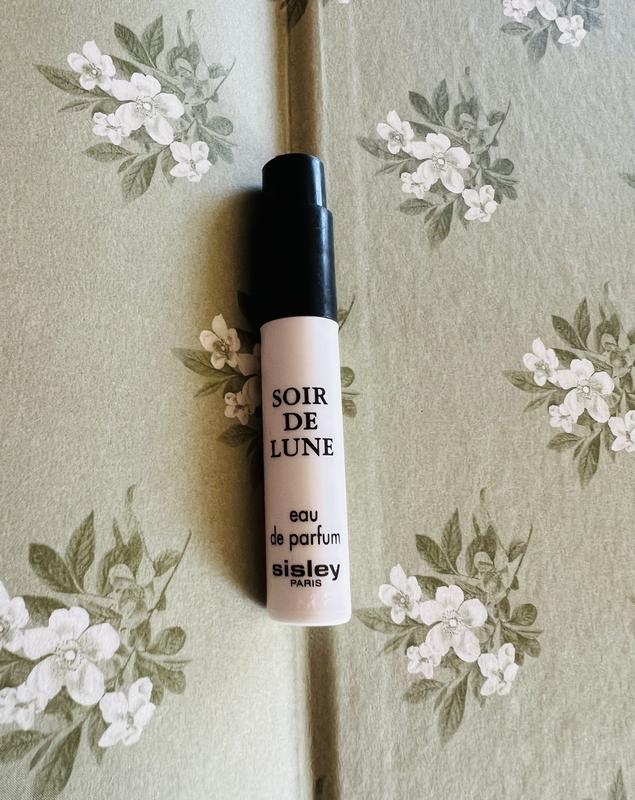 SOIR
DE
LUNE
eau
de parfum
sisley
PARIS